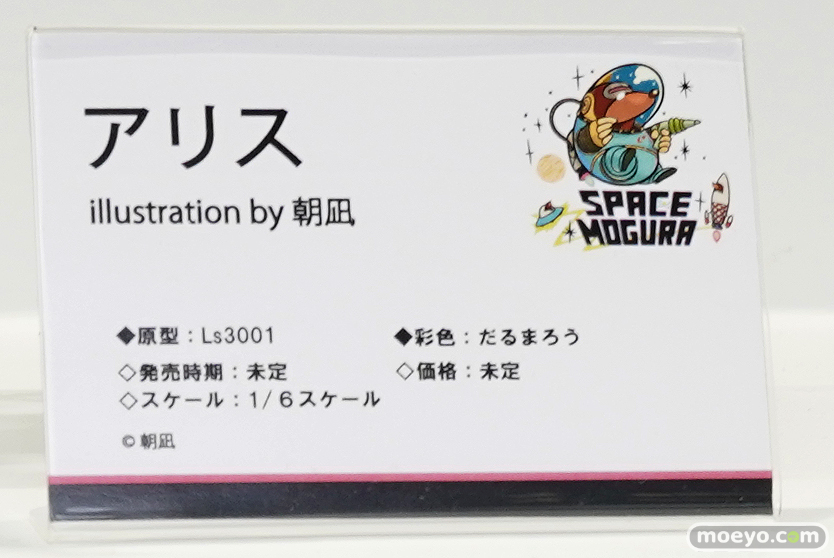 アリス
illustration by 朝凪
SPACE
MOGURA
◆原型：Ls3001
◆彩色：だるまろう
◇発売時期：未定
◇価格：未定
◇スケール：1/6スケール
© 朝凪
moeyo.com